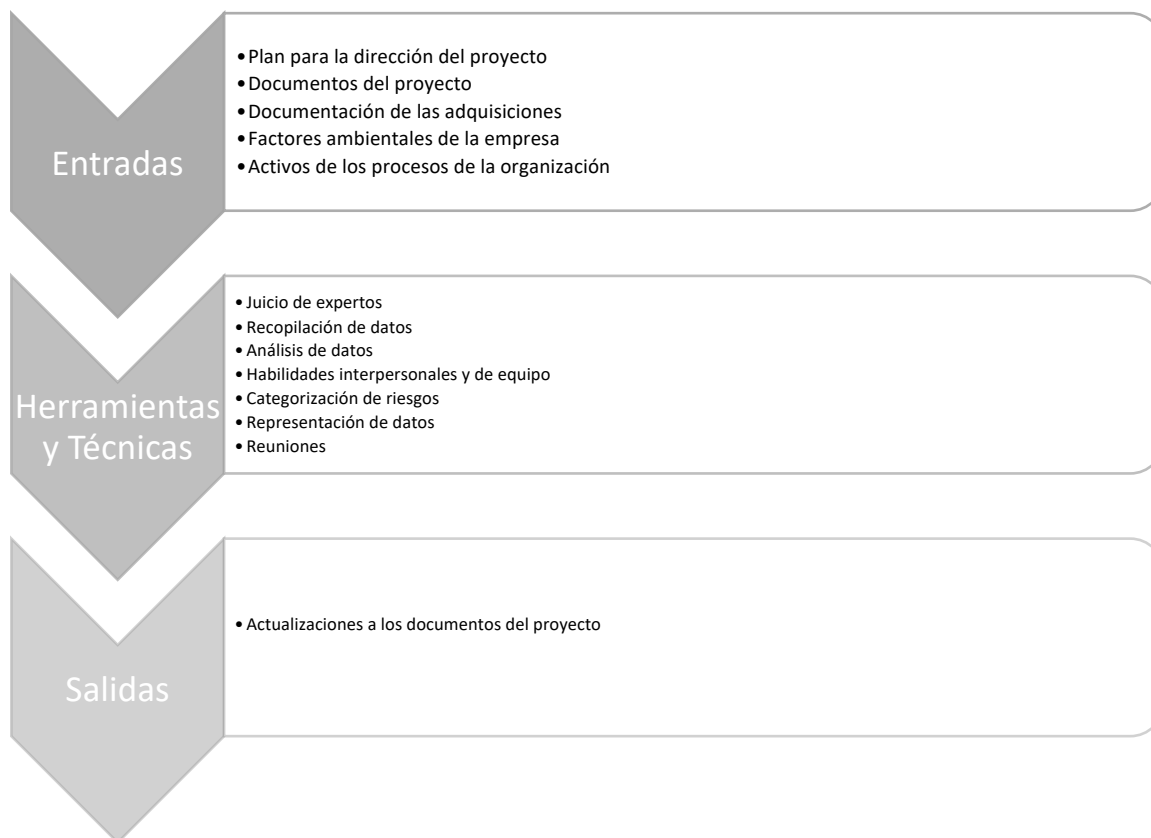 Entradas
•Plan para la dirección del proyecto
•Documentos del proyecto
•Documentación de las adquisiciones
•Factores ambientales de la empresa
•Activos de los procesos de la organización
Herramientas
y Técnicas
•Juicio de expertos
•Recopilación de datos
•Análisis de datos
•Habilidades interpersonales y de equipo
•Categorización de riesgos
•Representación de datos
•Reuniones
Salidas
•Actualizaciones a los documentos del proyecto